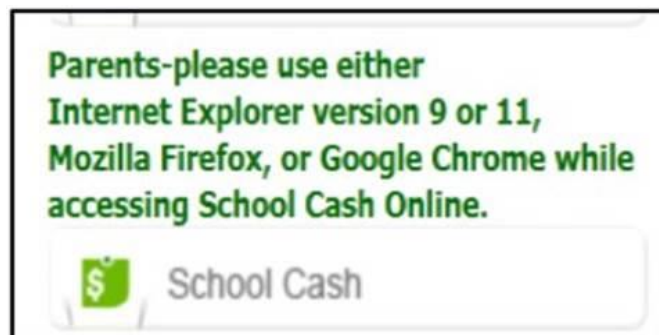 Parents-please use either
Internet Explorer version 9 or 11,
Mozilla Firefox, or Google Chrome while
accessing School Cash Online.
$ School Cash